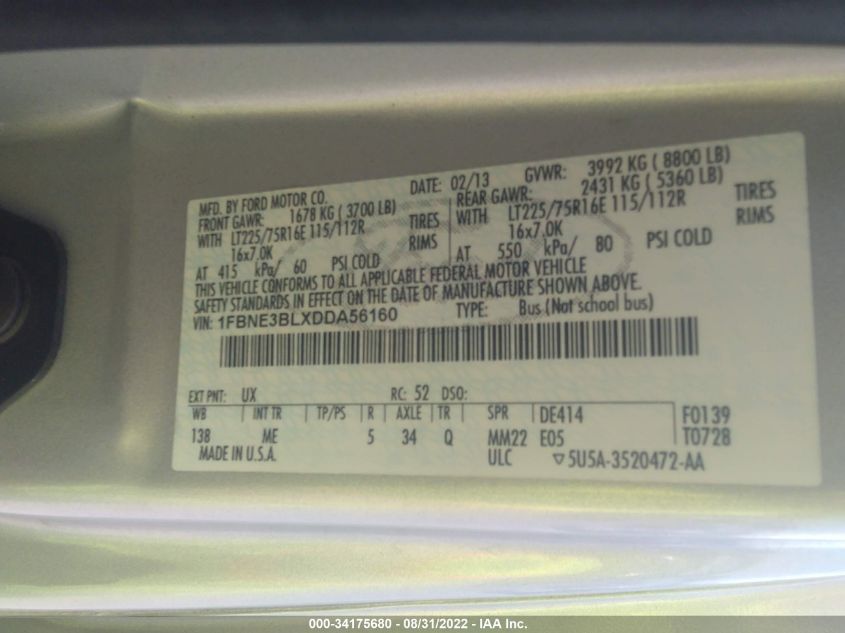 MFD. BY FORD MOTOR CO.
DATE: 02/13 GVWR: 3992 KG ( 8800 LB)
FRONT GAWR: 1678 KG ( 3700 LB) REAR GAWR: 2431 KG ( 5360 LB)
WITH LT225/75R16E 115/112R TIRES WITH LT225/75R16E 115/112R TIRES
16x7.0K RIMS 16x7.0K RIMS
AT 415 kPa/ 60 PSI COLD AT 550 kPa/ 80 PSI COLD
THIS VEHICLE CONFORMS TO ALL APPLICABLE FEDERAL MOTOR VEHICLE
SAFETY STANDARDS IN EFFECT ON THE DATE OF MANUFACTURE SHOWN ABOVE.
VIN: 1FBNE3BLXDDA56160 TYPE: Bus (Not school bus)
EXT PNT: UX RC: 52 DSO:
WB INT TR TP/PS R AXLE TR SPR DE414 F0139
138 ME 5 34 Q MM22 E05 T0728
MADE IN U.S.A. ULC ▽5U5A-3520472-AA
000-34175680 - 08/31/2022 - IAA Inc.